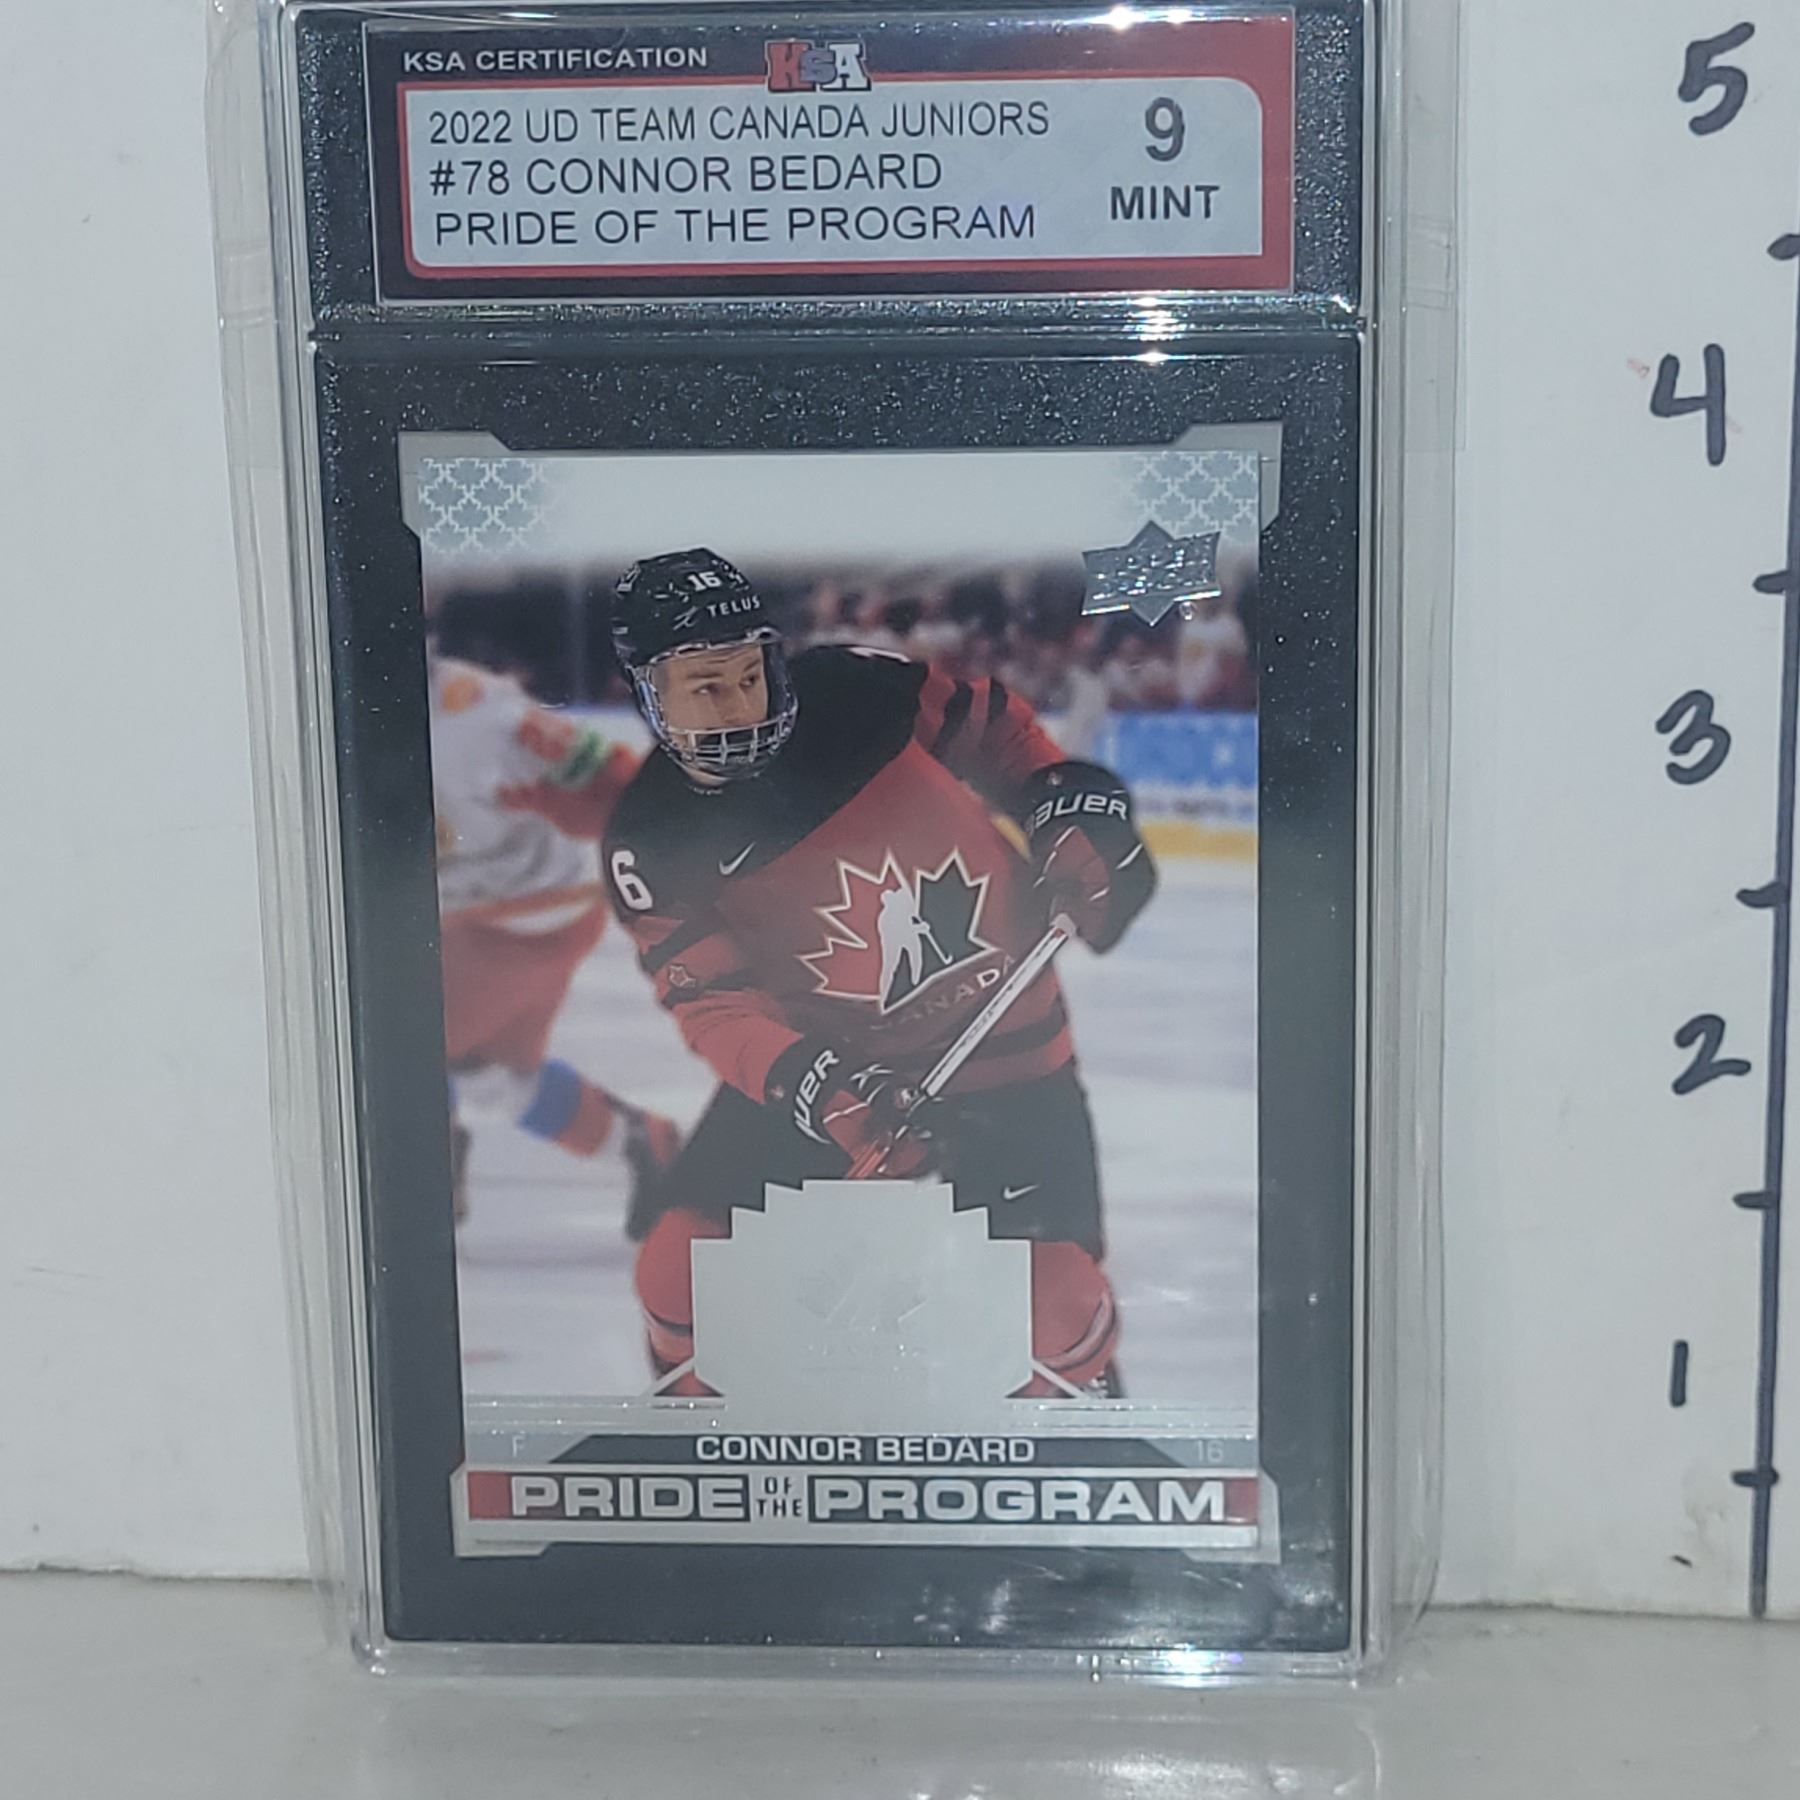 KSA CERTIFICATION
KSA
2022 UD TEAM CANADA JUNIORS
#78 CONNOR BEDARD
PRIDE OF THE PROGRAM
9
MINT
5
4
3
2
1
16
TELUS
BAUER
6
CANADA
AUER
F
CONNOR BEDARD
16
PRIDE OF THE PROGRAM